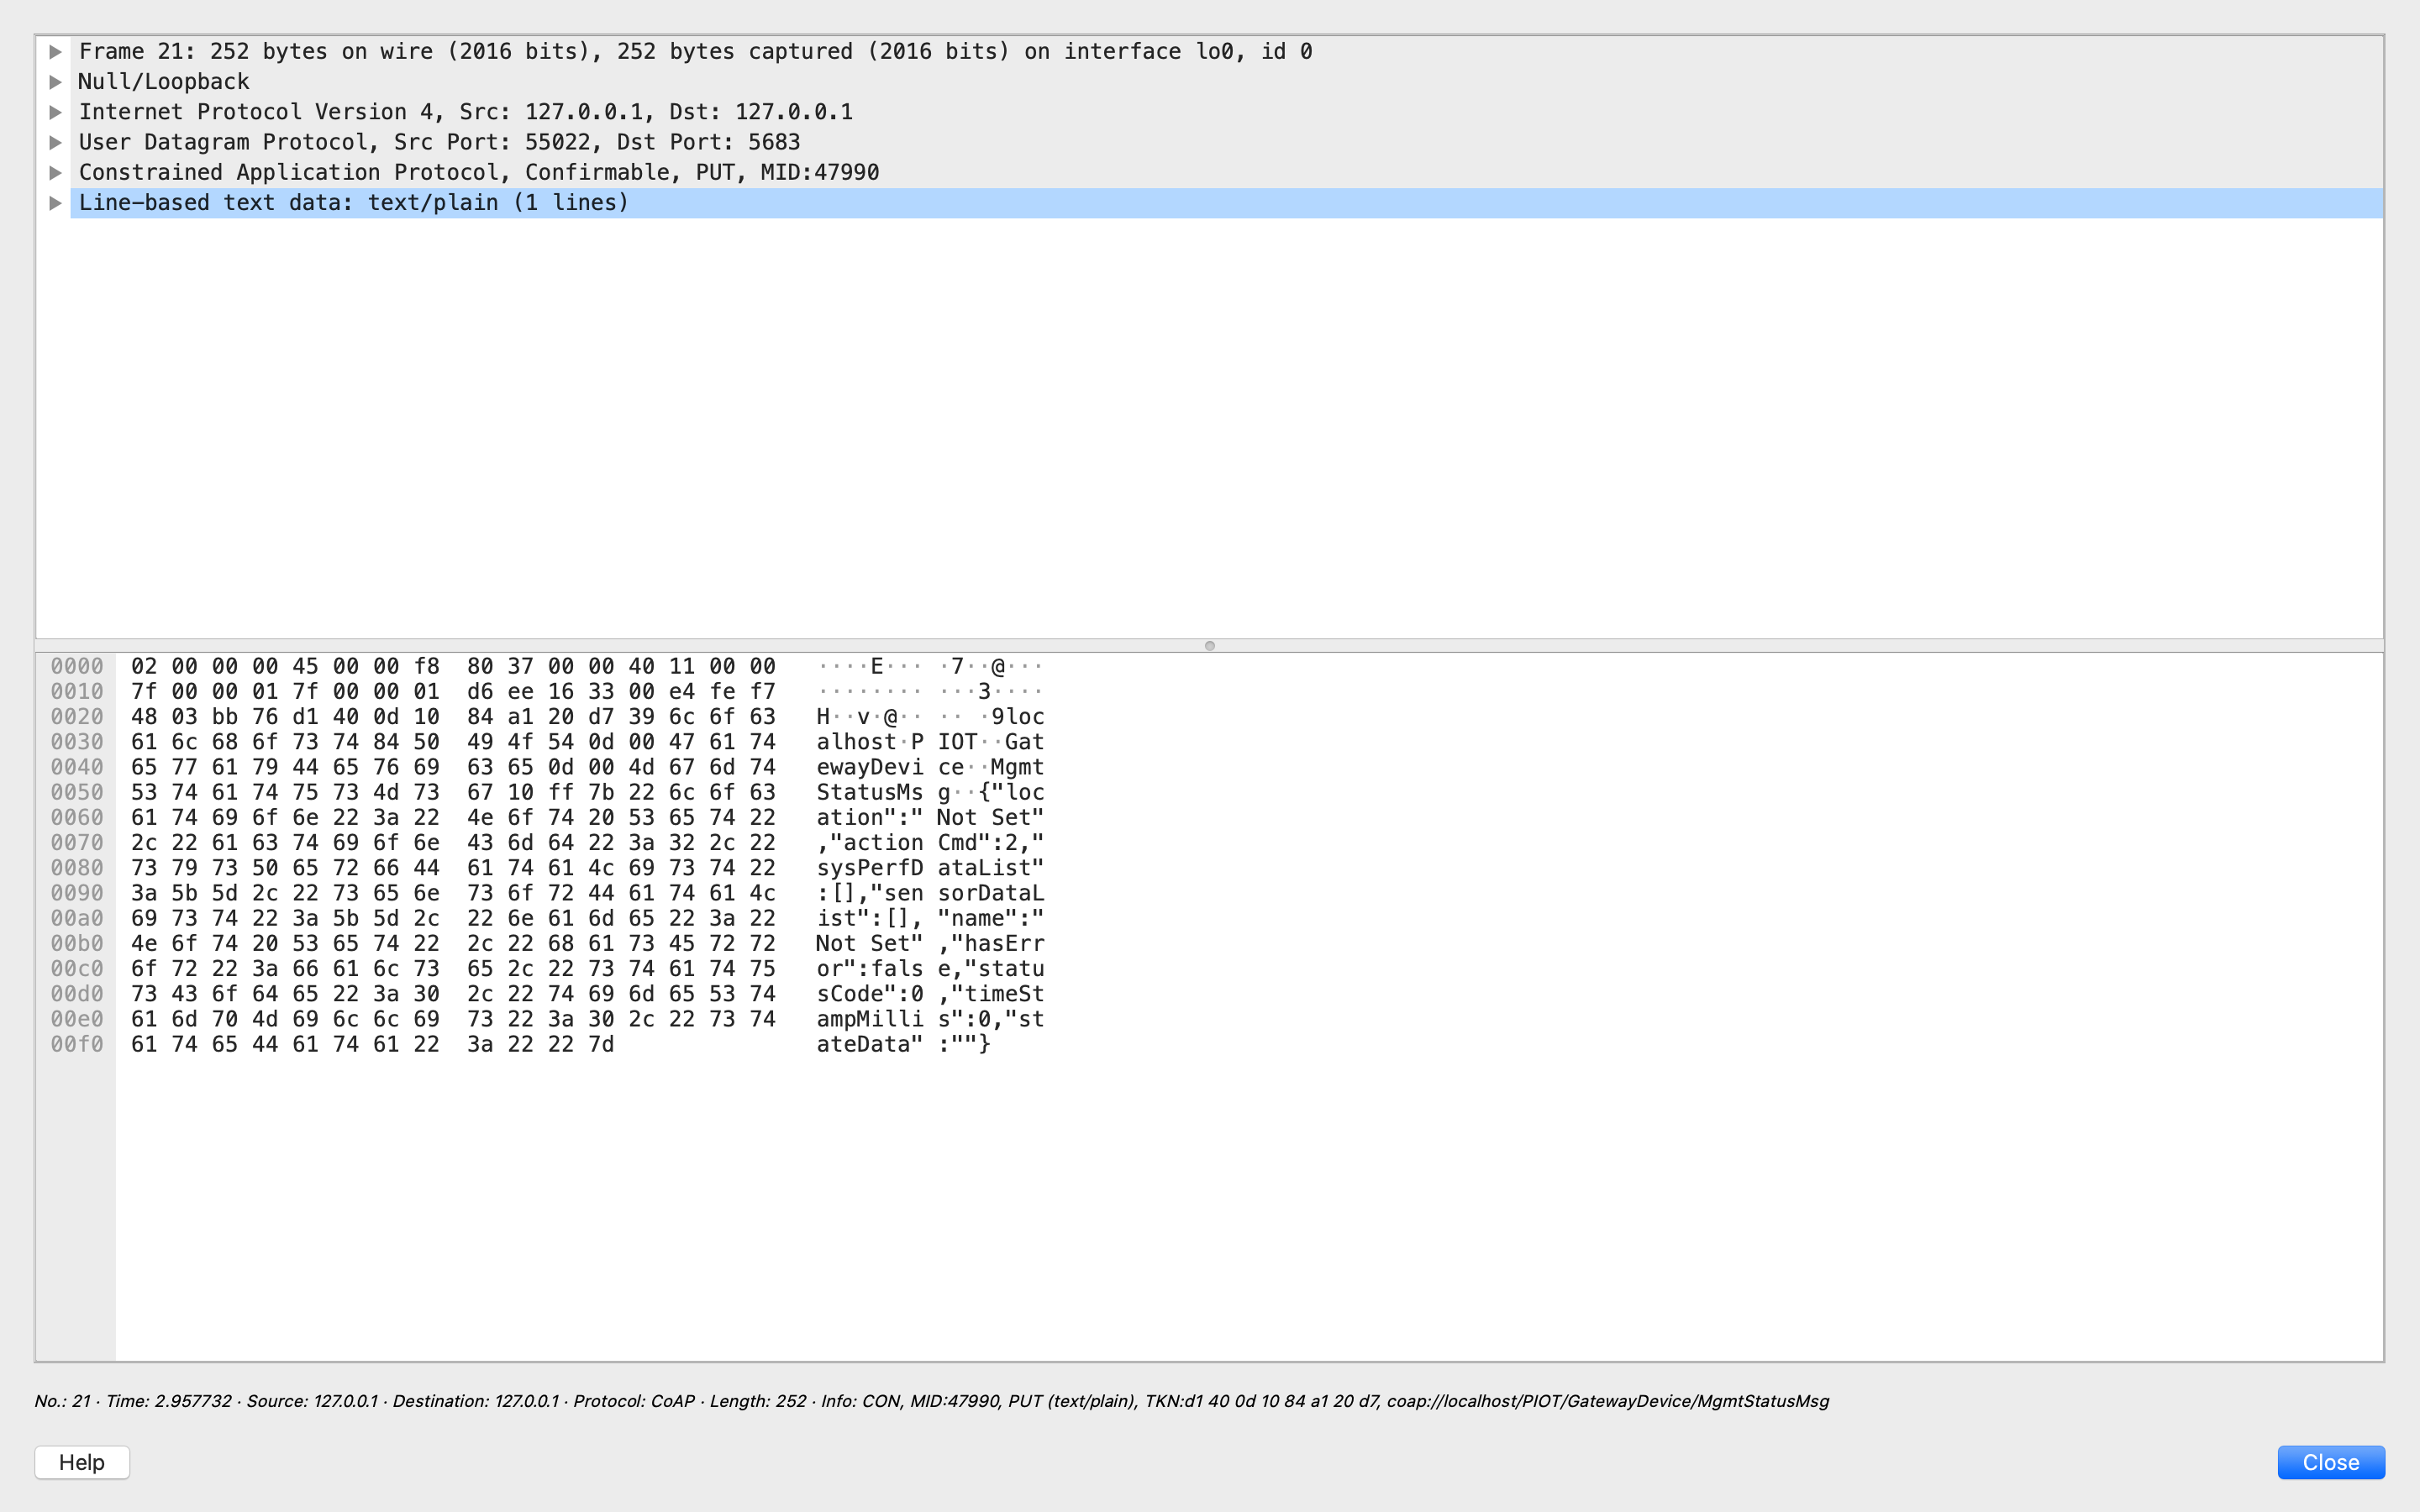 Frame 21: 252 bytes on wire (2016 bits), 252 bytes captured (2016 bits) on interface lo0, id 0
Null/Loopback
Internet Protocol Version 4, Src: 127.0.0.1, Dst: 127.0.0.1
User Datagram Protocol, Src Port: 55022, Dst Port: 5683
Constrained Application Protocol, Confirmable, PUT, MID:47990
Line-based text data: text/plain (1 lines)
0000 02 00 00 00 45 00 00 f8 80 37 00 00 40 11 00 00 ····E··· ·7··@···
0010 7f 00 00 01 7f 00 00 01 d6 ee 16 33 00 e4 fe f7 ········ ···3····
0020 48 03 bb 76 d1 40 0d 10 84 a1 20 d7 39 6c 6f 63 H··v·@·· ·· ·9loc
0030 61 6c 68 6f 73 74 84 50 49 4f 54 0d 00 47 61 74 alhost·P IOT··Gat
0040 65 77 61 79 44 65 76 69 63 65 0d 00 4d 67 6d 74 ewayDevi ce··Mgmt
0050 53 74 61 74 75 73 4d 73 67 10 ff 7b 22 6c 6f 63 StatusMs g··{"loc
0060 61 74 69 6f 6e 22 3a 22 4e 6f 74 20 53 65 74 22 ation":" Not Set"
0070 2c 22 61 63 74 69 6f 6e 43 6d 64 22 3a 32 2c 22 ,"action Cmd":2,"
0080 73 79 73 50 65 72 66 44 61 74 61 4c 69 73 74 22 sysPerfD ataList"
0090 3a 5b 5d 2c 22 73 65 6e 73 6f 72 44 61 74 61 4c :[],"sen sorDataL
00a0 69 73 74 22 3a 5b 5d 2c 22 6e 61 6d 65 22 3a 22 ist":[], "name":"
00b0 4e 6f 74 20 53 65 74 22 2c 22 68 61 73 45 72 72 Not Set" ,"hasErr
00c0 6f 72 22 3a 66 61 6c 73 65 2c 22 73 74 61 74 75 or":fals e,"statu
00d0 73 43 6f 64 65 22 3a 30 2c 22 74 69 6d 65 53 74 sCode":0 ,"timeSt
00e0 61 6d 70 4d 69 6c 6c 69 73 22 3a 30 2c 22 73 74 ampMilli s":0,"st
00f0 61 74 65 44 61 74 61 22 3a 22 22 7d ateData" :""}
No.: 21 · Time: 2.957732 · Source: 127.0.0.1 · Destination: 127.0.0.1 · Protocol: CoAP · Length: 252 · Info: CON, MID:47990, PUT (text/plain), TKN:d1 40 0d 10 84 a1 20 d7, coap://localhost/PIOT/GatewayDevice/MgmtStatusMsg
Help
Close